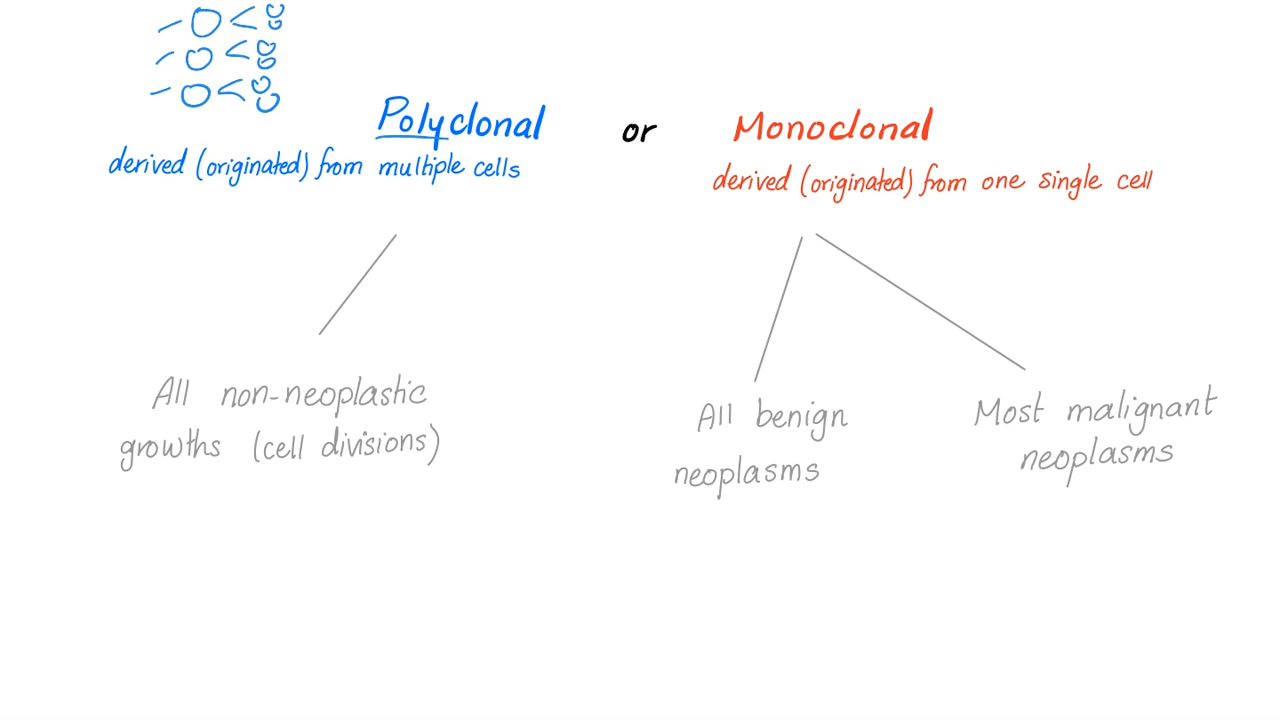 Polyclonal or Monoclonal
derived (originated) from multiple cells
derived (originated) from one single cell
All non-neoplastic
growths (cell divisions)
All benign
neoplasms
Most malignant
neoplasms